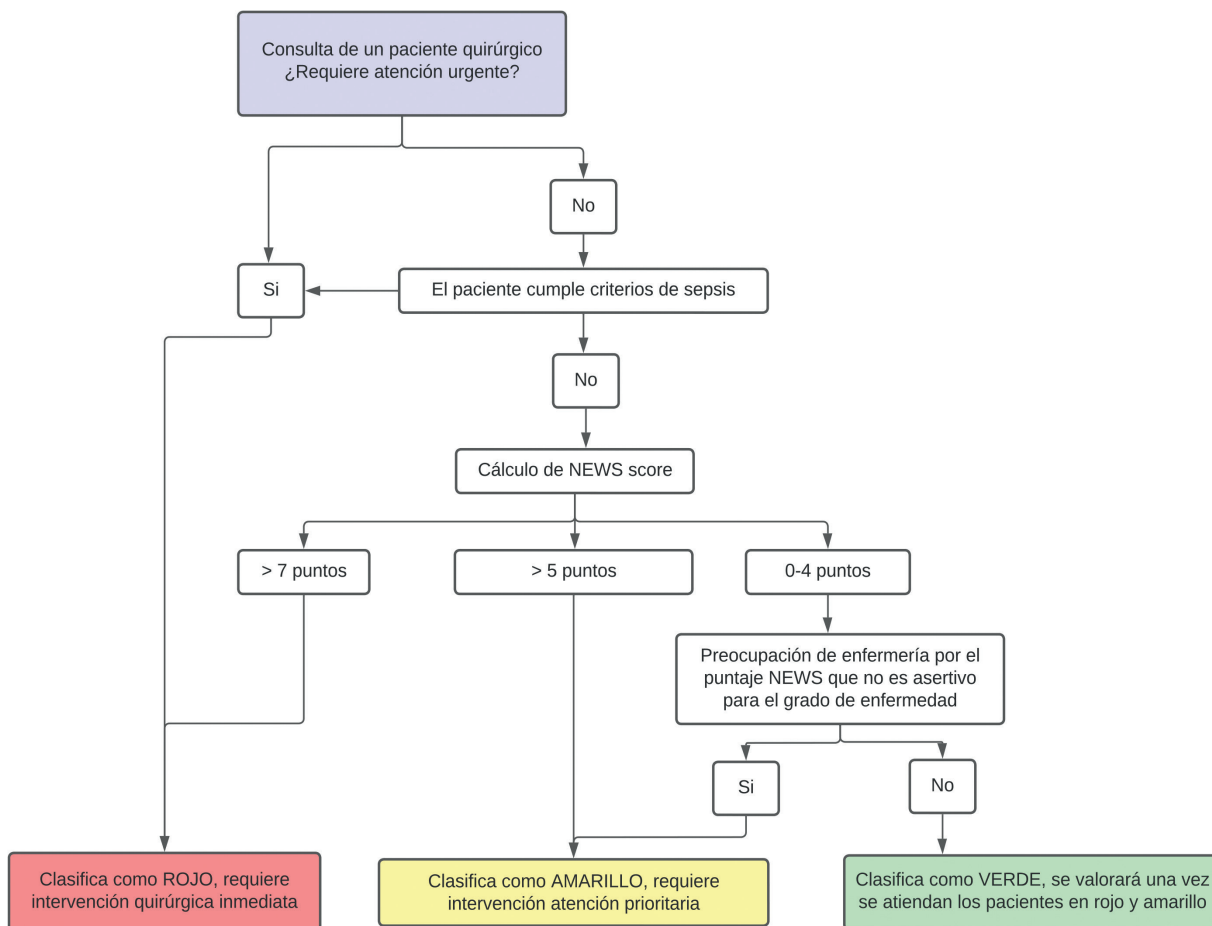 Consulta de un paciente quirúrgico
¿Requiere atención urgente?
No
Si
El paciente cumple criterios de sepsis
No
Cálculo de NEWS score
> 7 puntos
> 5 puntos
0-4 puntos
Preocupación de enfermería por el
puntaje NEWS que no es asertivo
para el grado de enfermedad
Si
No
Clasifica como ROJO, requiere
intervención quirúrgica inmediata
Clasifica como AMARILLO, requiere
intervención atención prioritaria
Clasifica como VERDE, se valorará una vez
se atiendan los pacientes en rojo y amarillo